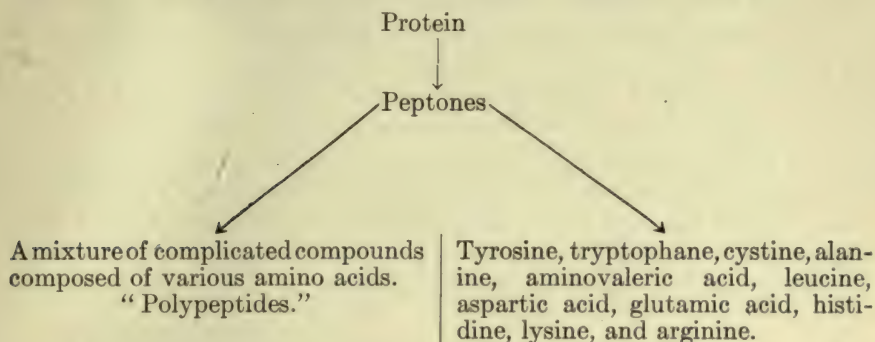 Protein
Peptones
A mixture of complicated compounds
composed of various amino acids.
“ Polypeptides.”
Tyrosine, tryptophane, cystine, alan-
ine, aminovaleric acid, leucine,
aspartic acid, glutamic acid, histi-
dine, lysine, and arginine.